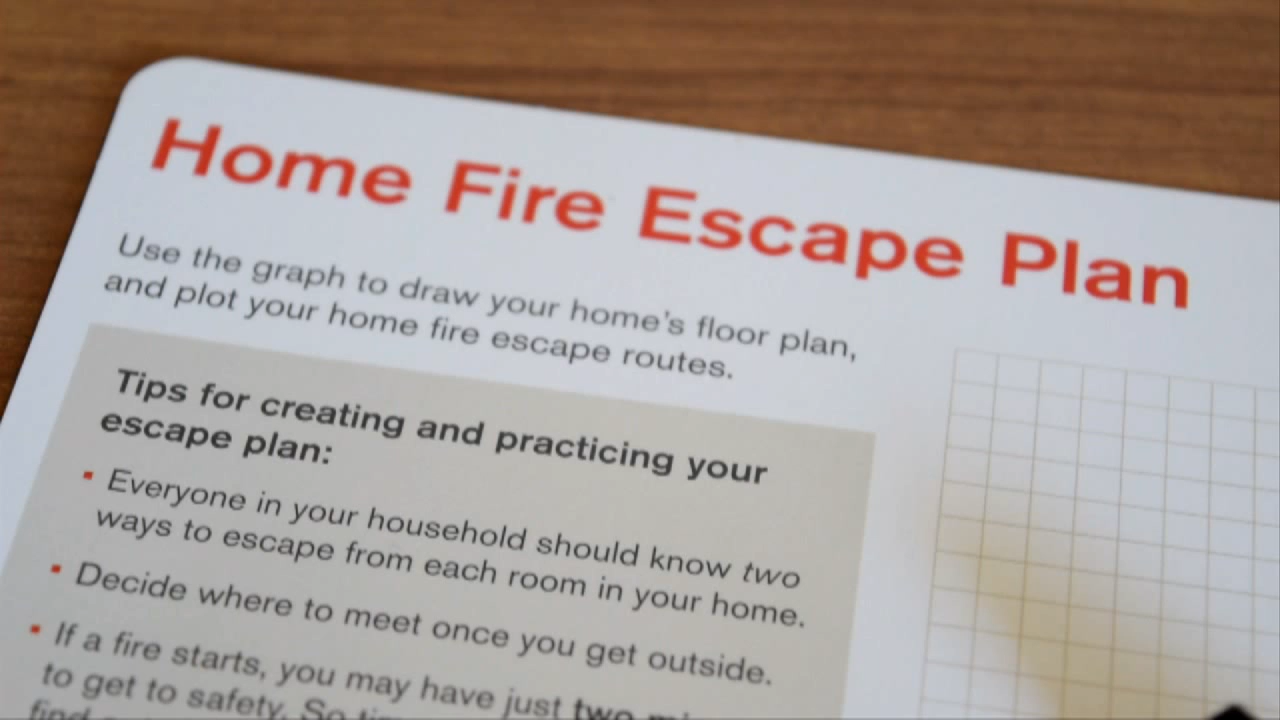 Home Fire Escape Plan
Use the graph to draw your home's floor plan,
and plot your home fire escape routes.
Tips for creating and practicing your
escape plan:
Everyone in your household should know two
ways to escape from each room in your home.
Decide where to meet once you get outside.
If a fire starts, you may have just two
to get to safety. So
find